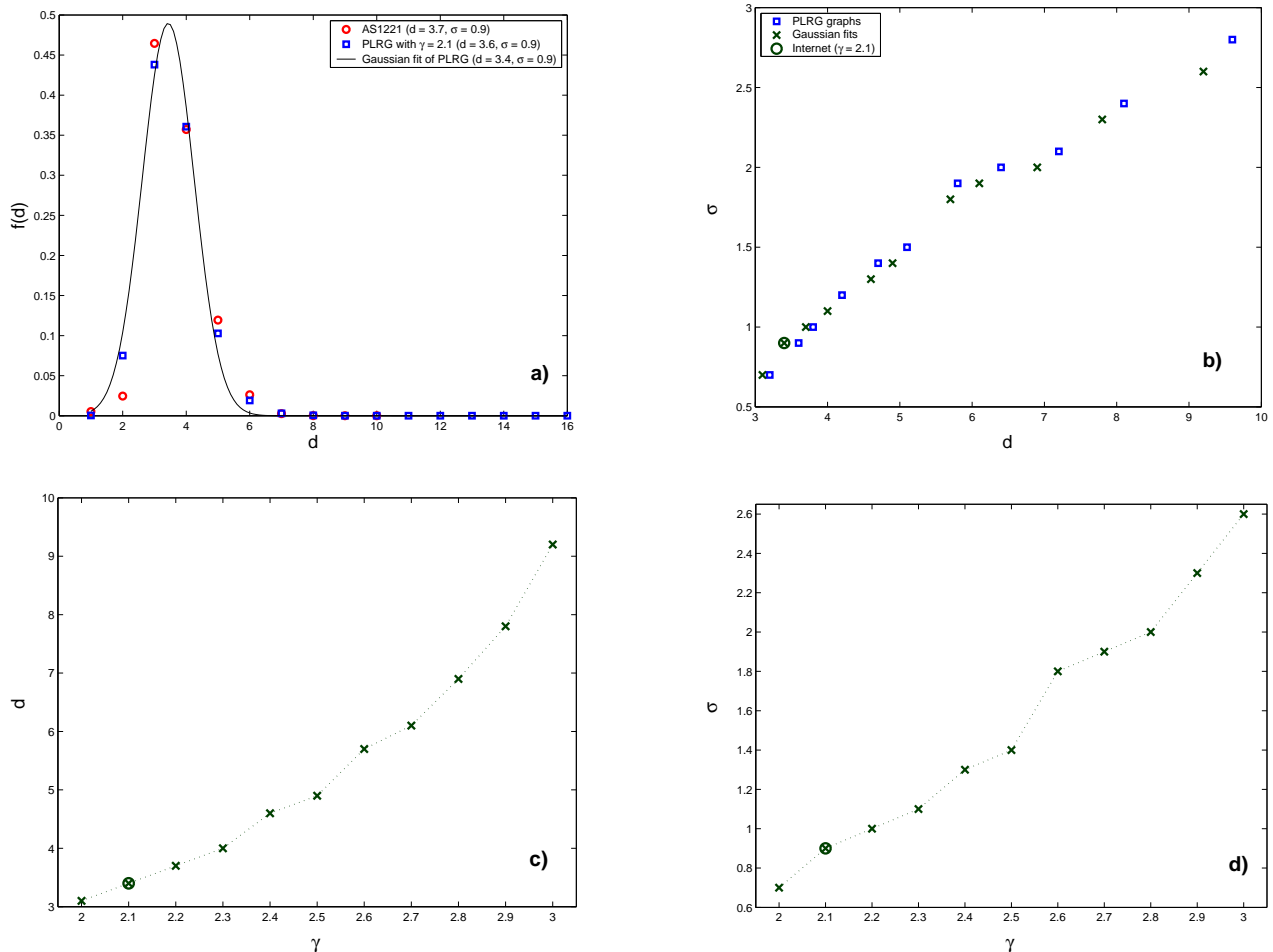 0.5
0.45
0.4
0.35
0.3
0.25
0.2
0.15
0.1
0.05
0
f(d)
0 2 4 6 8 10 12 14 16
d
AS1221 (d = 3.7, σ = 0.9)
PLRG with γ = 2.1 (d = 3.6, σ = 0.9)
Gaussian fit of PLRG (d = 3.4, σ = 0.9)
a)
3
2.5
2
1.5
1
0.5
σ
3 4 5 6 7 8 9 10
d
PLRG graphs
Gaussian fits
Internet (γ = 2.1)
b)
10
9
8
7
6
5
4
3
d
2 2.1 2.2 2.3 2.4 2.5 2.6 2.7 2.8 2.9 3
γ
c)
2.6
2.4
2.2
2
1.8
1.6
1.4
1.2
1
0.8
0.6
σ
2 2.1 2.2 2.3 2.4 2.5 2.6 2.7 2.8 2.9 3
γ
d)